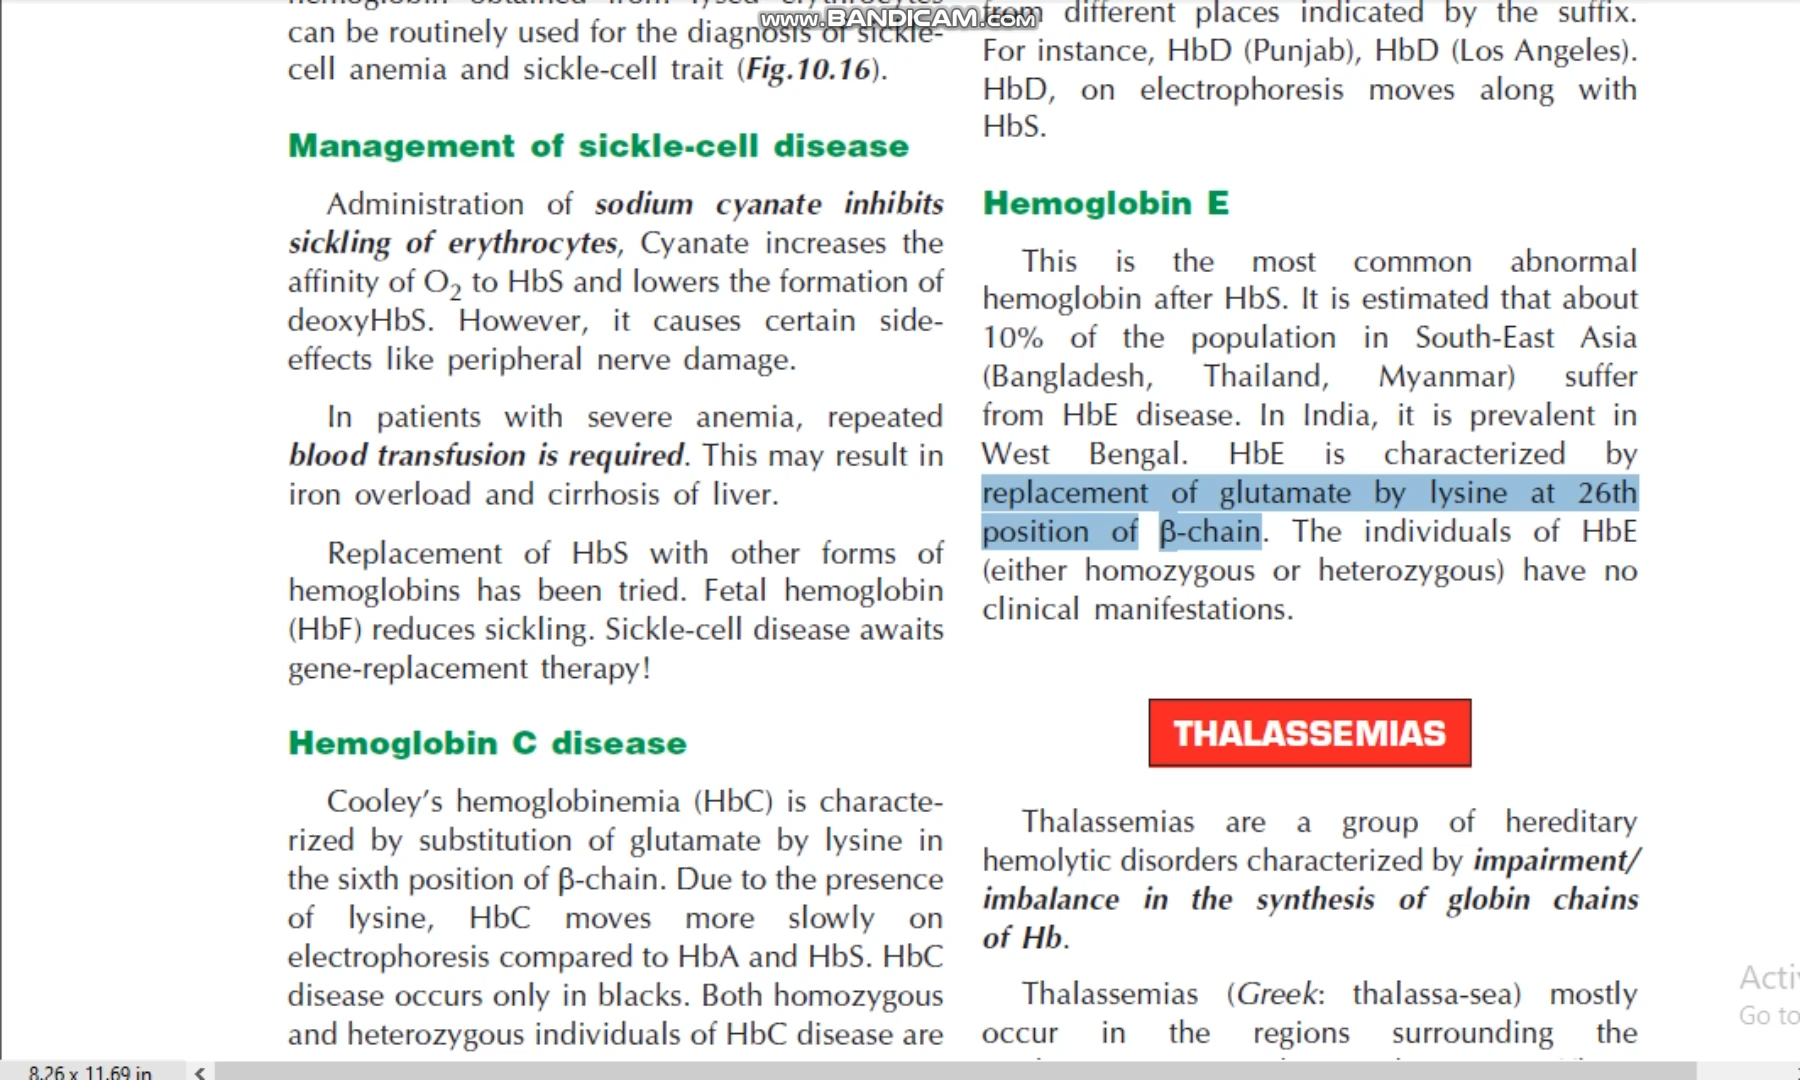 www.BANDICAM.com
can be routinely used for the diagnosis of sickle-
cell anemia and sickle-cell trait (Fig.10.16).
Management of sickle-cell disease
Administration of sodium cyanate inhibits
sickling of erythrocytes, Cyanate increases the
affinity of O2 to HbS and lowers the formation of
deoxyHbS. However, it causes certain side-
effects like peripheral nerve damage.
In patients with severe anemia, repeated
blood transfusion is required. This may result in
iron overload and cirrhosis of liver.
Replacement of HbS with other forms of
hemoglobins has been tried. Fetal hemoglobin
(HbF) reduces sickling. Sickle-cell disease awaits
gene-replacement therapy!
Hemoglobin C disease
Cooley's hemoglobinemia (HbC) is characte-
rized by substitution of glutamate by lysine in
the sixth position of β-chain. Due to the presence
of lysine, HbC moves more slowly on
electrophoresis compared to HbA and HbS. HbC
disease occurs only in blacks. Both homozygous
and heterozygous individuals of HbC disease are
from different places indicated by the suffix.
For instance, HbD (Punjab), HbD (Los Angeles).
HbD, on electrophoresis moves along with
HbS.
Hemoglobin E
This is the most common abnormal
hemoglobin after HbS. It is estimated that about
10% of the population in South-East Asia
(Bangladesh, Thailand, Myanmar) suffer
from HbE disease. In India, it is prevalent in
West Bengal. HbE is characterized by
replacement of glutamate by lysine at 26th
position of β-chain. The individuals of HbE
(either homozygous or heterozygous) have no
clinical manifestations.
THALASSEMIAS
Thalassemias are a group of hereditary
hemolytic disorders characterized by impairment/
imbalance in the synthesis of globin chains
of Hb.
Thalassemias (Greek: thalassa-sea) mostly
occur in the regions surrounding the
Go to
8.26 x 11.69 in